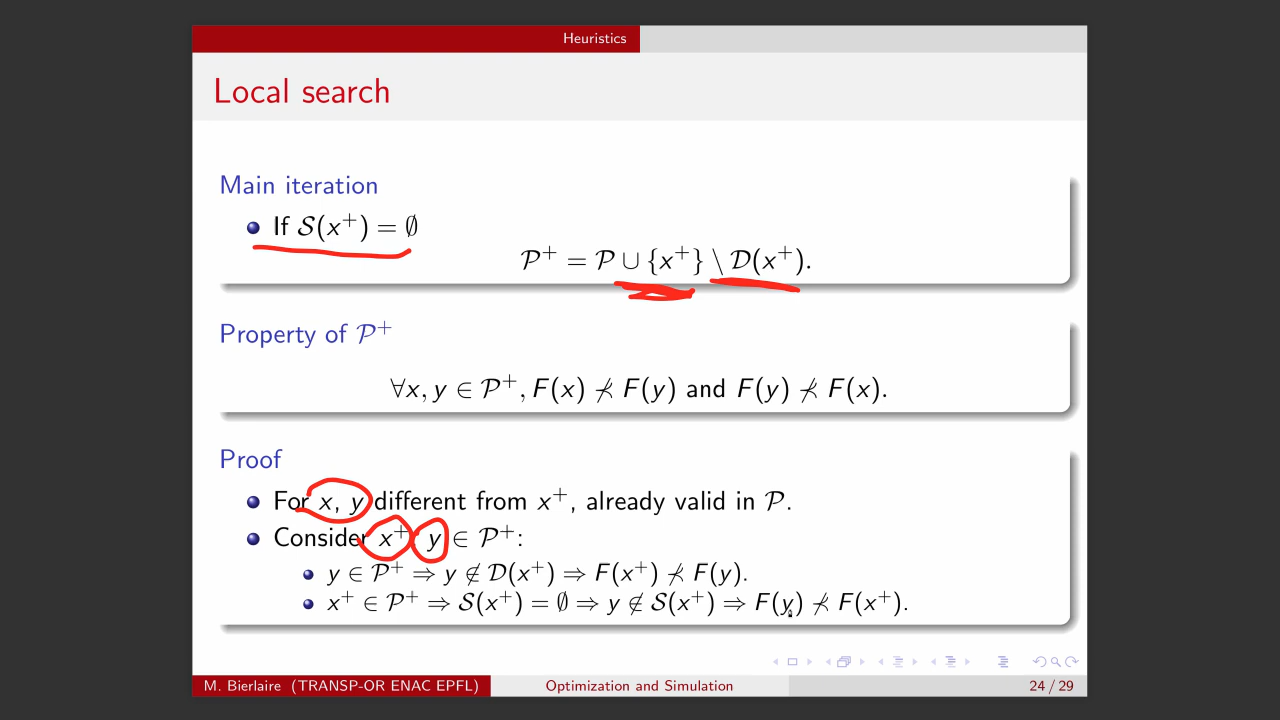 Heuristics
Local search
Main iteration
If 𝒮(x⁺) = ∅
𝒫⁺ = 𝒫 ∪ {x⁺} \ 𝒟(x⁺).
Property of 𝒫⁺
∀x, y ∈ 𝒫⁺, F(x) ⊀ F(y) and F(y) ⊀ F(x).
Proof
For x, y different from x⁺, already valid in 𝒫.
Consider x⁺, y ∈ 𝒫⁺:
y ∈ 𝒫⁺ ⇒ y ∉ 𝒟(x⁺) ⇒ F(x⁺) ⊀ F(y).
x⁺ ∈ 𝒫⁺ ⇒ 𝒮(x⁺) = ∅ ⇒ y ∉ 𝒮(x⁺) ⇒ F(y) ⊀ F(x⁺).
M. Bierlaire (TRANSP-OR ENAC EPFL) Optimization and Simulation 24 / 29